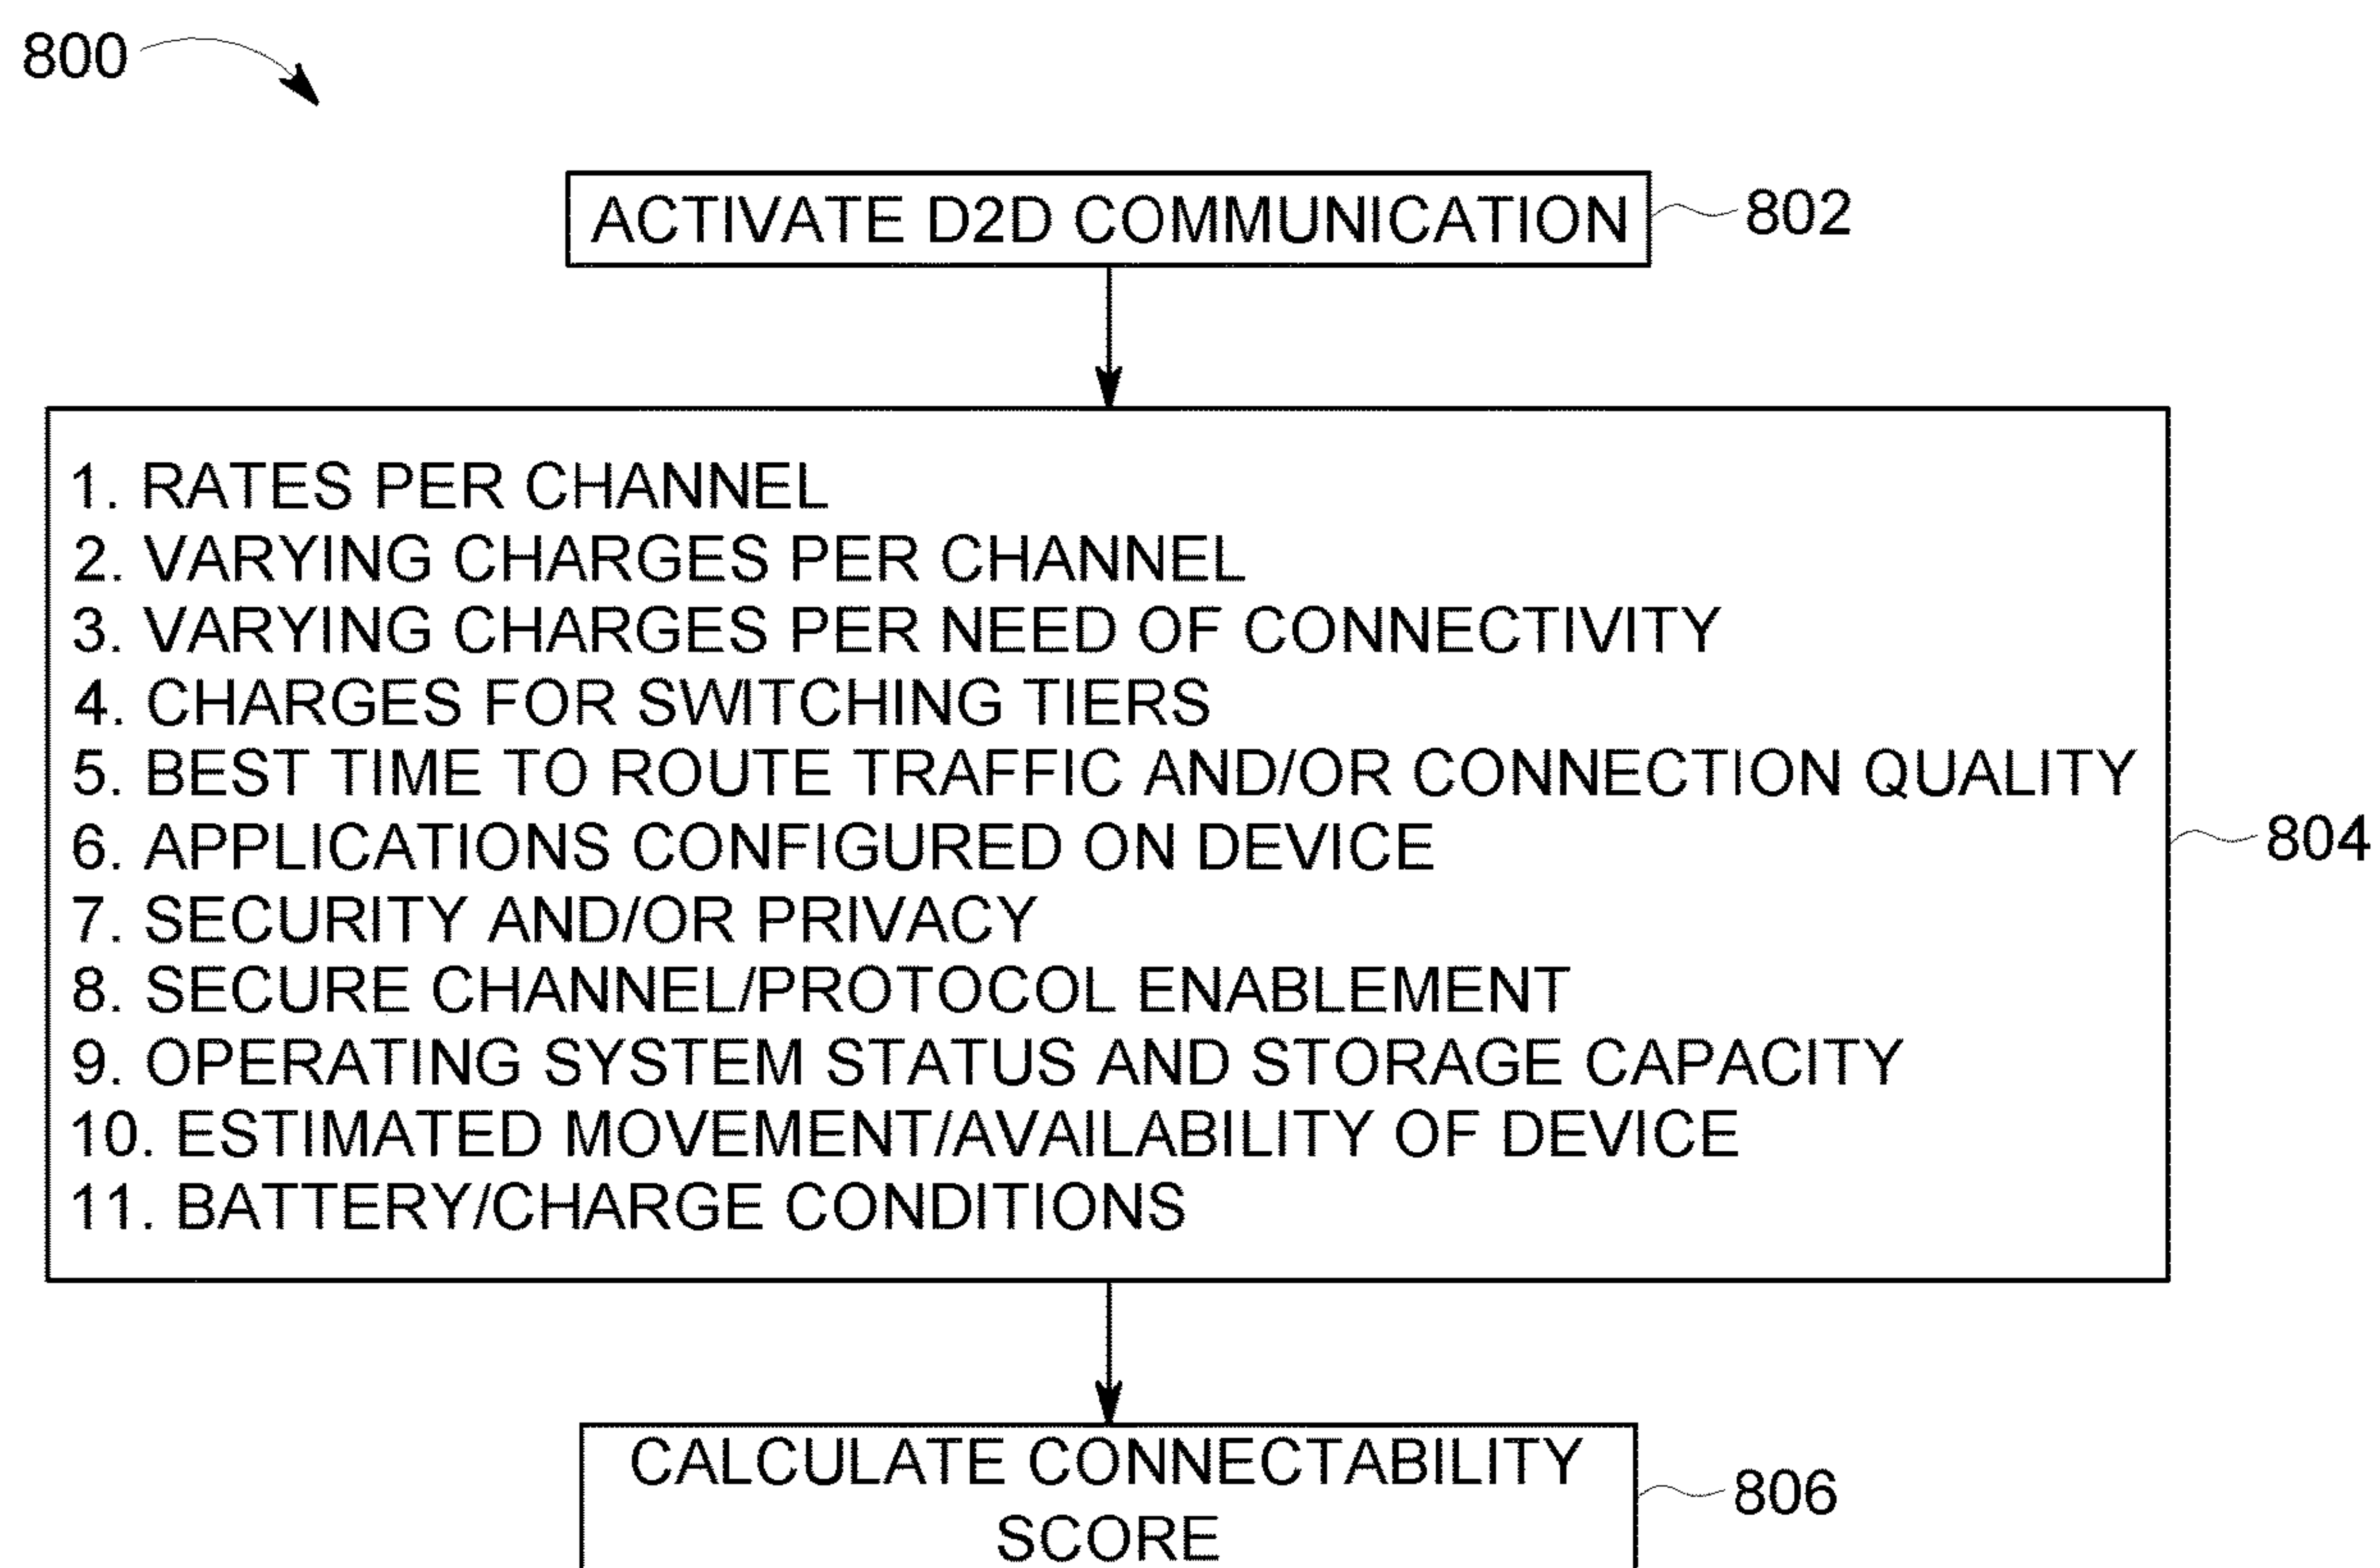 800
ACTIVATE D2D COMMUNICATION
802
1. RATES PER CHANNEL
2. VARYING CHARGES PER CHANNEL
3. VARYING CHARGES PER NEED OF CONNECTIVITY
4. CHARGES FOR SWITCHING TIERS
5. BEST TIME TO ROUTE TRAFFIC AND/OR CONNECTION QUALITY
6. APPLICATIONS CONFIGURED ON DEVICE
7. SECURITY AND/OR PRIVACY
8. SECURE CHANNEL/PROTOCOL ENABLEMENT
9. OPERATING SYSTEM STATUS AND STORAGE CAPACITY
10. ESTIMATED MOVEMENT/AVAILABILITY OF DEVICE
11. BATTERY/CHARGE CONDITIONS
804
CALCULATE CONNECTABILITY
SCORE
806